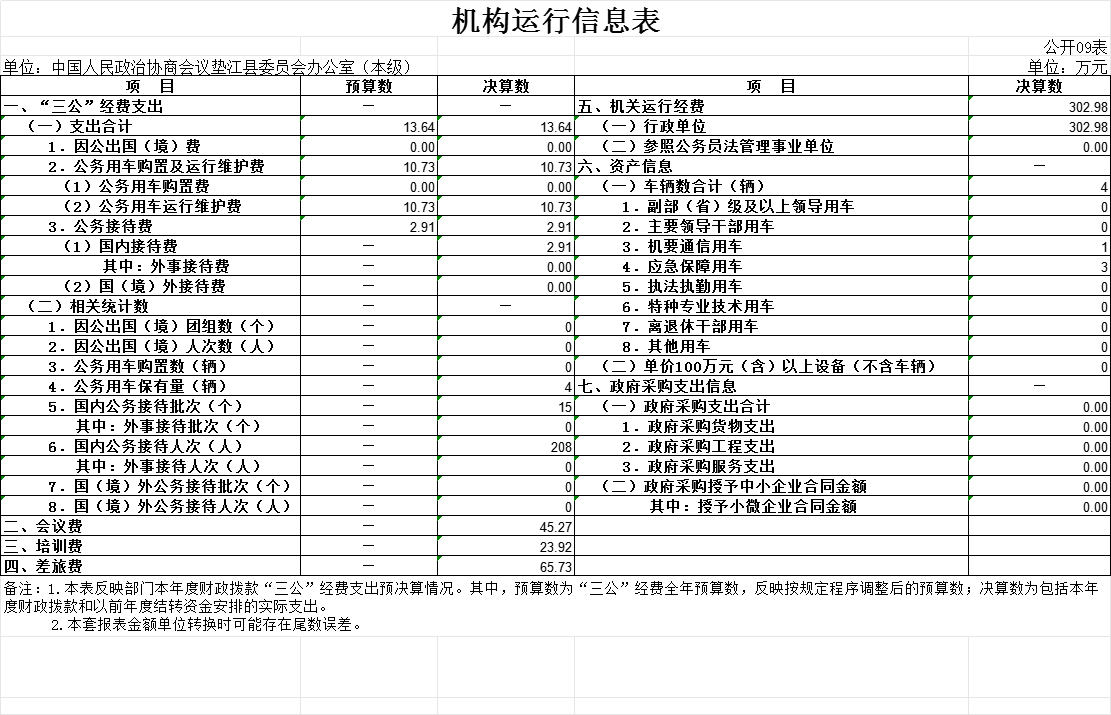 机构运行信息表
公开09表
单位：中国人民政治协商会议垫江县委员会办公室（本级） 单位：万元
项　目 预算数 决算数 项　目 决算数
一、“三公”经费支出 — — 五、机关运行经费 302.98
（一）支出合计 13.64 13.64 （一）行政单位 302.98
1．因公出国（境）费 0.00 0.00 （二）参照公务员法管理事业单位 0.00
2．公务用车购置及运行维护费 10.73 10.73 六、资产信息 —
（1）公务用车购置费 0.00 0.00 （一）车辆数合计（辆） 4
（2）公务用车运行维护费 10.73 10.73 1．副部（省）级及以上领导用车 0
3．公务接待费 2.91 2.91 2．主要领导干部用车 0
（1）国内接待费 — 2.91 3．机要通信用车 1
其中：外事接待费 — 0.00 4．应急保障用车 3
（2）国（境）外接待费 — 0.00 5．执法执勤用车 0
（二）相关统计数 — — 6．特种专业技术用车 0
1．因公出国（境）团组数（个） — 0 7．离退休干部用车 0
2．因公出国（境）人次数（人） — 0 8．其他用车 0
3．公务用车购置数（辆） — 0 （二）单价100万元（含）以上设备（不含车辆） 0
4．公务用车保有量（辆） — 4 七、政府采购支出信息 —
5．国内公务接待批次（个） — 15 （一）政府采购支出合计 0.00
其中：外事接待批次（个） — 0 1．政府采购货物支出 0.00
6．国内公务接待人次（人） — 208 2．政府采购工程支出 0.00
其中：外事接待人次（人） — 0 3．政府采购服务支出 0.00
7．国（境）外公务接待批次（个） — 0 （二）政府采购授予中小企业合同金额 0.00
8．国（境）外公务接待人次（人） — 0 其中：授予小微企业合同金额 0.00
二、会议费 — 45.27
三、培训费 — 23.92
四、差旅费 — 65.73
备注：1.本表反映部门本年度财政拨款“三公”经费支出预决算情况。其中，预算数为“三公”经费全年预算数，反映按规定程序调整后的预算数；决算数为包括本年
度财政拨款和以前年度结转资金安排的实际支出。
2.本套报表金额单位转换时可能存在尾数误差。